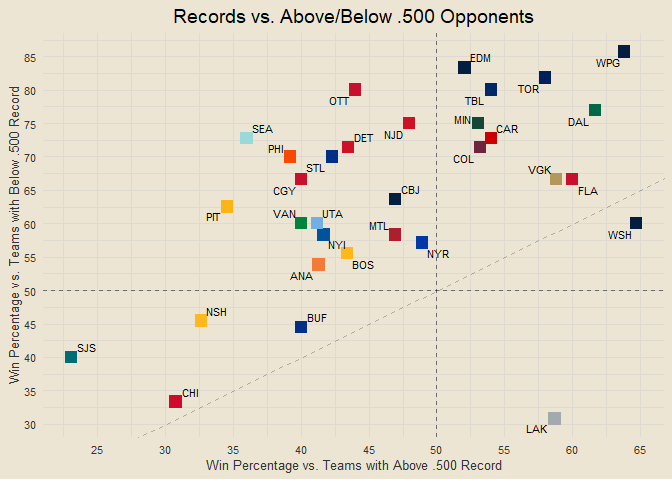 Records vs. Above/Below .500 Opponents
Win Percentage vs. Teams with Below .500 Record
85
80
75
70
65
60
55
50
45
40
35
30
WPG
EDM
TOR
TBL
OTT
DAL
MIN
CAR
NJD
SEA
DET
COL
PHI
STL
VGK
CGY
FLA
CBJ
PIT
VAN
UTA
WSH
MTL
NYI
NYR
BOS
ANA
NSH
BUF
SJS
CHI
LAK
25
30
35
40
45
50
55
60
65
Win Percentage vs. Teams with Above .500 Record